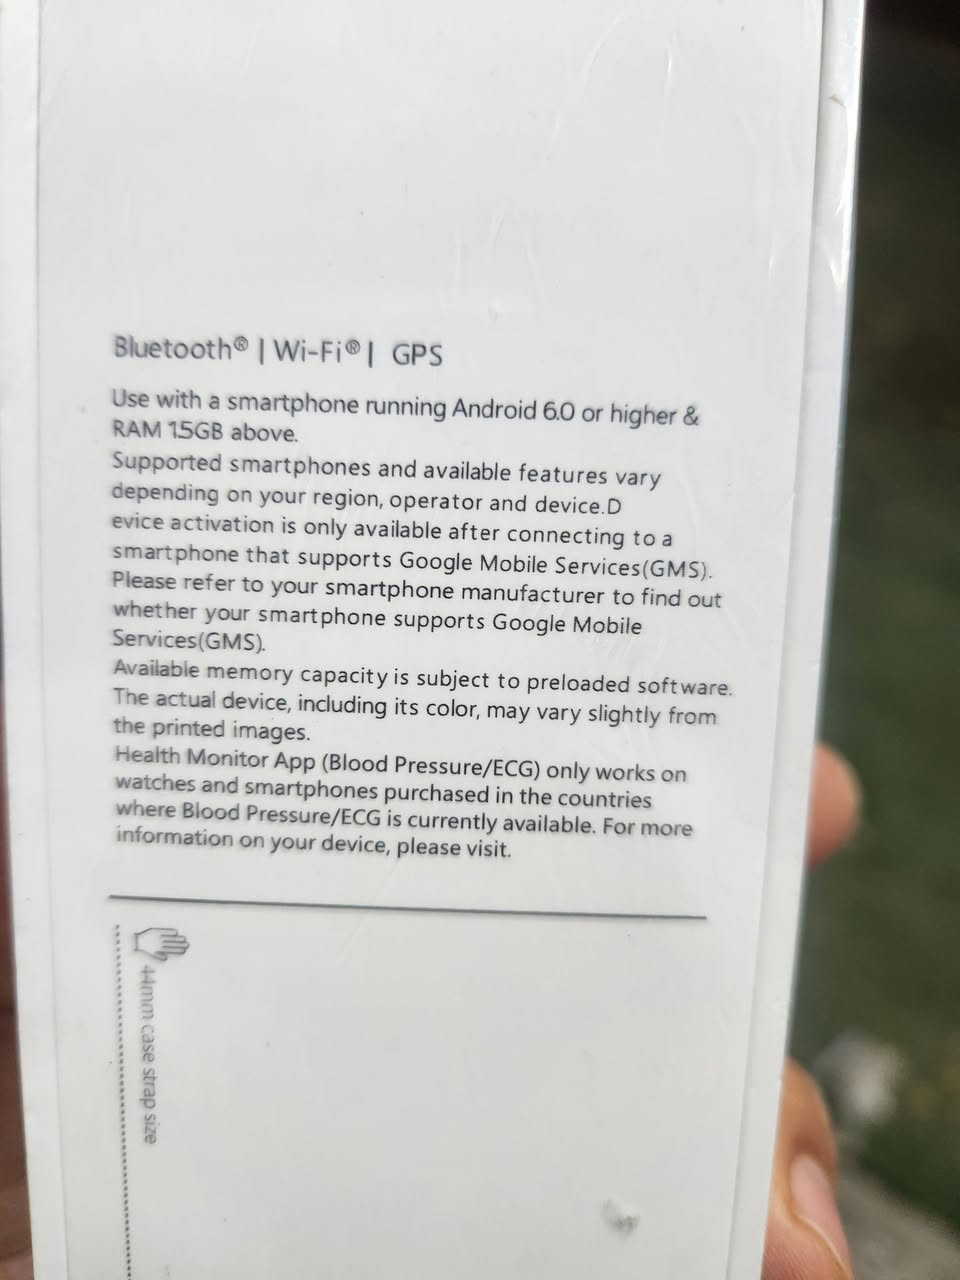 Bluetooth® | Wi-Fi® | GPS
Use with a smartphone running Android 6.0 or higher &
RAM 1.5GB above.
Supported smartphones and available features vary
depending on your region, operator and device.D
evice activation is only available after connecting to a
smartphone that supports Google Mobile Services(GMS).
Please refer to your smartphone manufacturer to find out
whether your smartphone supports Google Mobile
Services(GMS).
Available memory capacity is subject to preloaded software.
The actual device, including its color, may vary slightly from
the printed images.
Health Monitor App (Blood Pressure/ECG) only works on
watches and smartphones purchased in the countries
where Blood Pressure/ECG is currently available. For more
information on your device, please visit.
44mm case strap size